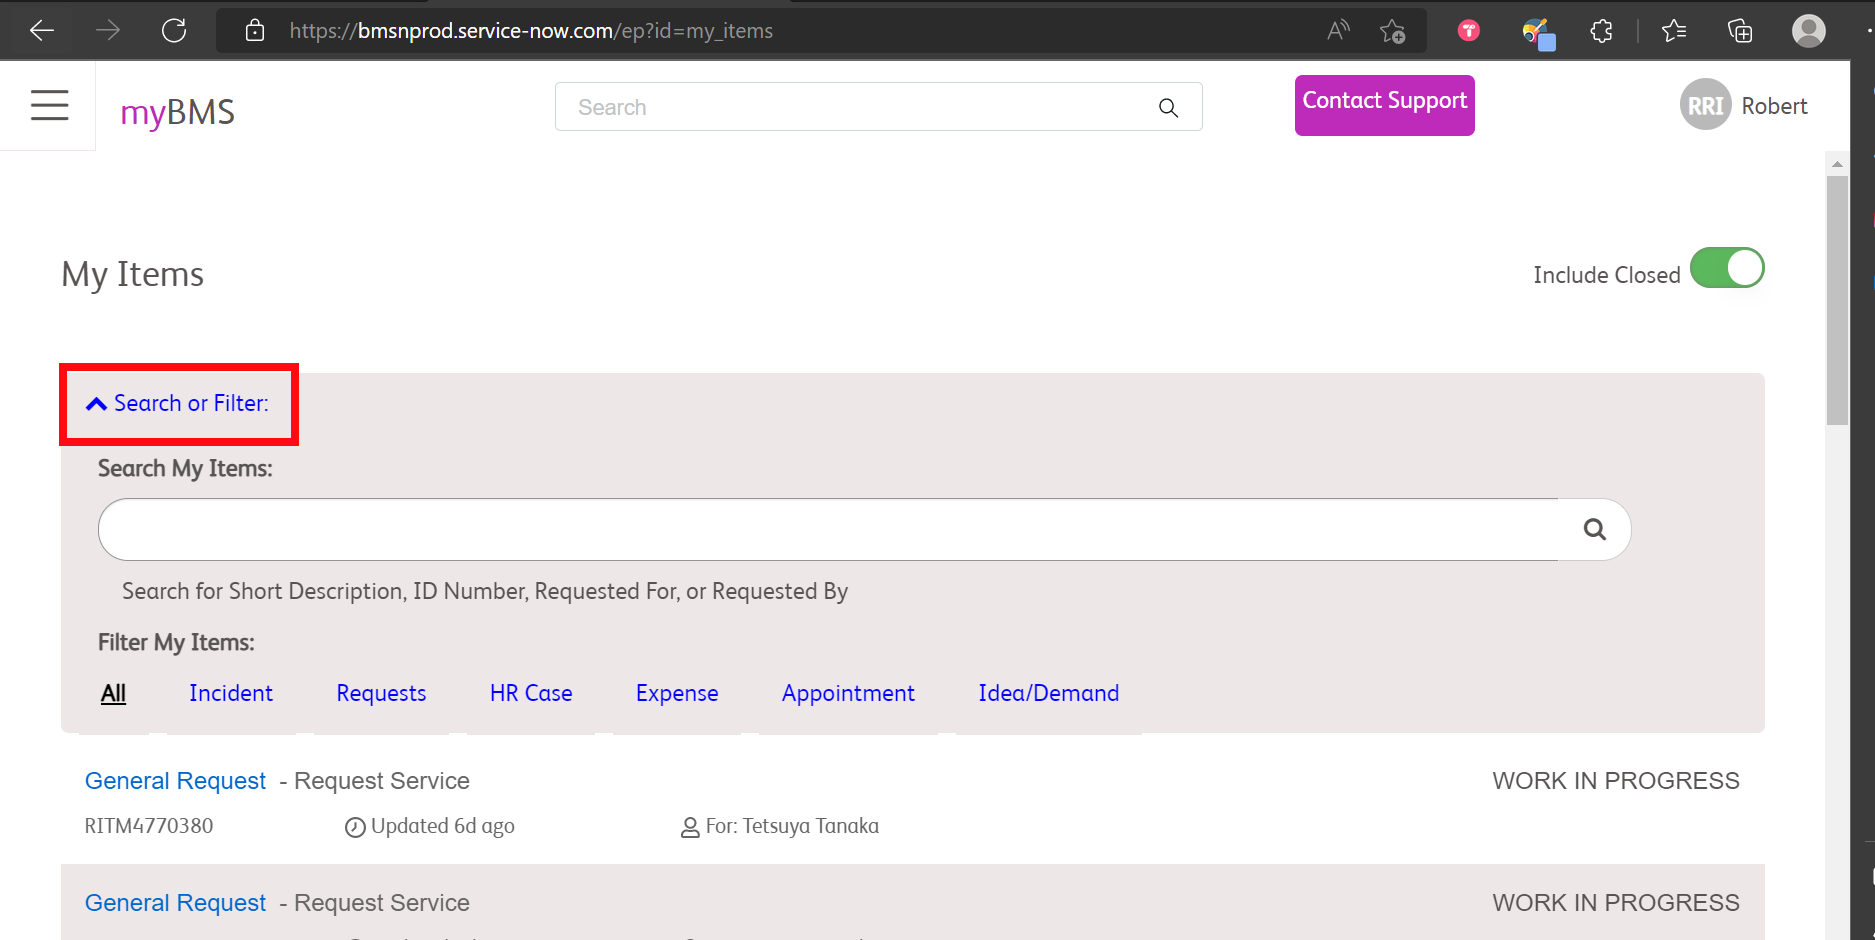 https://bmsnprod.service-now.com/ep?id=my_items
myBMS
Search
Contact Support
RRI
Robert
My Items
Include Closed
Search or Filter:
Search My Items:
Search for Short Description, ID Number, Requested For, or Requested By
Filter My Items:
All Incident Requests HR Case Expense Appointment Idea/Demand
General Request - Request Service
WORK IN PROGRESS
RITM4770380
Updated 6d ago
For: Tetsuya Tanaka
General Request - Request Service
WORK IN PROGRESS